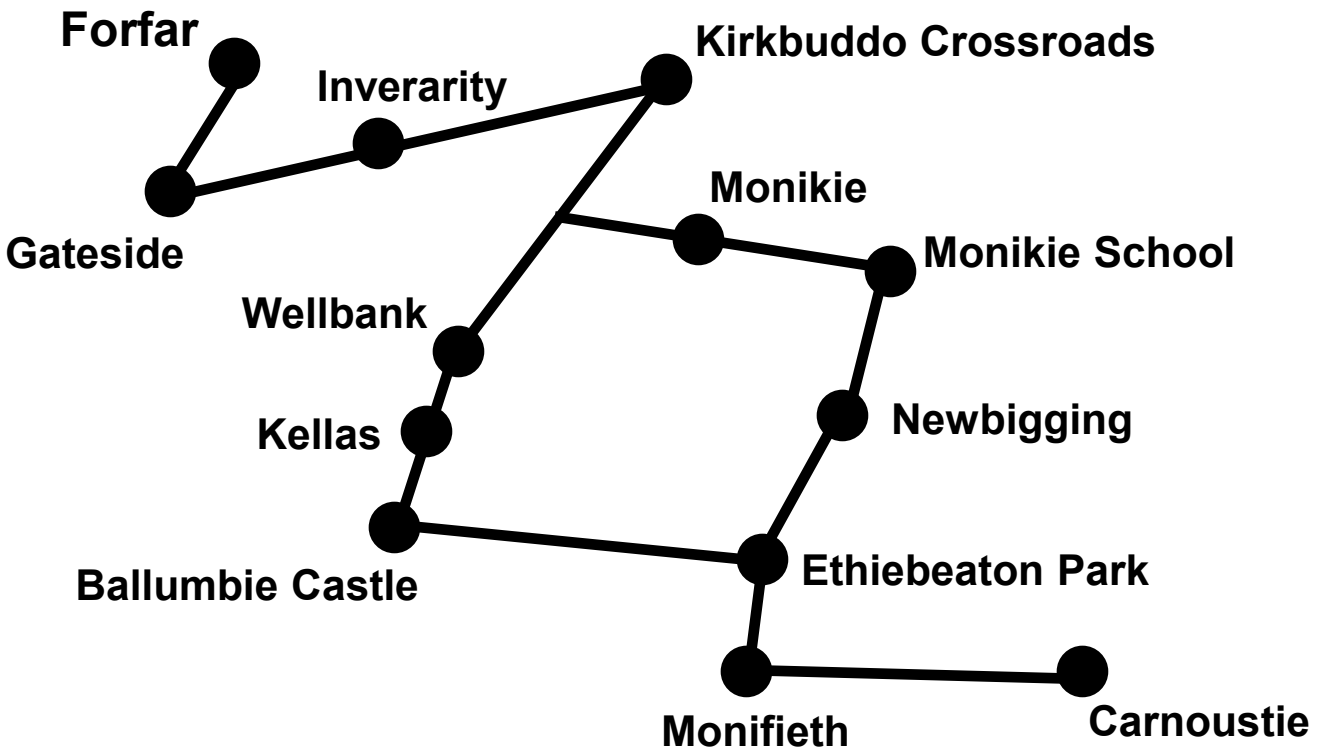 Forfar
Kirkbuddo Crossroads
Inverarity
Monikie
Gateside
Monikie School
Wellbank
Kellas
Newbigging
Ballumbie Castle
Ethiebeaton Park
Monifieth
Carnoustie